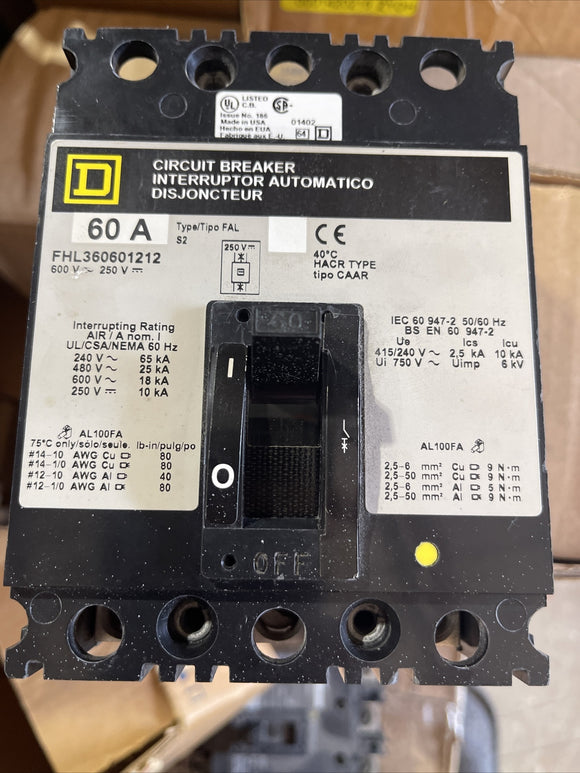 UL LISTED C.B. SA
Issue No. 186
Made in USA 01402
Hecho en EUA
Fabriqué aux É.-U. 64 D
D
CIRCUIT BREAKER
INTERRUPTOR AUTOMATICO
DISJONCTEUR
60 A
Type/Tipo FAL
S2
FHL360601212
600 V ~ 250 V ⎓
250 V ⎓
CE
40°C
HACR TYPE
tipo CAAR
Interrupting Rating
AIR / A nom. I
UL/CSA/NEMA 60 Hz
240 V ~ 65 kA
480 V ~ 25 kA
600 V ~ 18 kA
250 V ⎓ 10 kA
AL100FA
75°C only/sólo/seule. lb-in/pulg/po
#14-10 AWG Cu 80
#14-1/0 AWG Cu 80
#12-10 AWG Al 40
#12-1/0 AWG Al 80
60
I
O
OFF
IEC 60 947-2 50/60 Hz
BS EN 60 947-2
Ue Ics Icu
415/240 V ~ 2,5 kA 10 kA
Ui 750 V ~ Uimp 6 kV
AL100FA
2,5-6 mm² Cu 9 N·m
2,5-50 mm² Cu 9 N·m
2,5-6 mm² Al 5 N·m
2,5-50 mm² Al 9 N·m